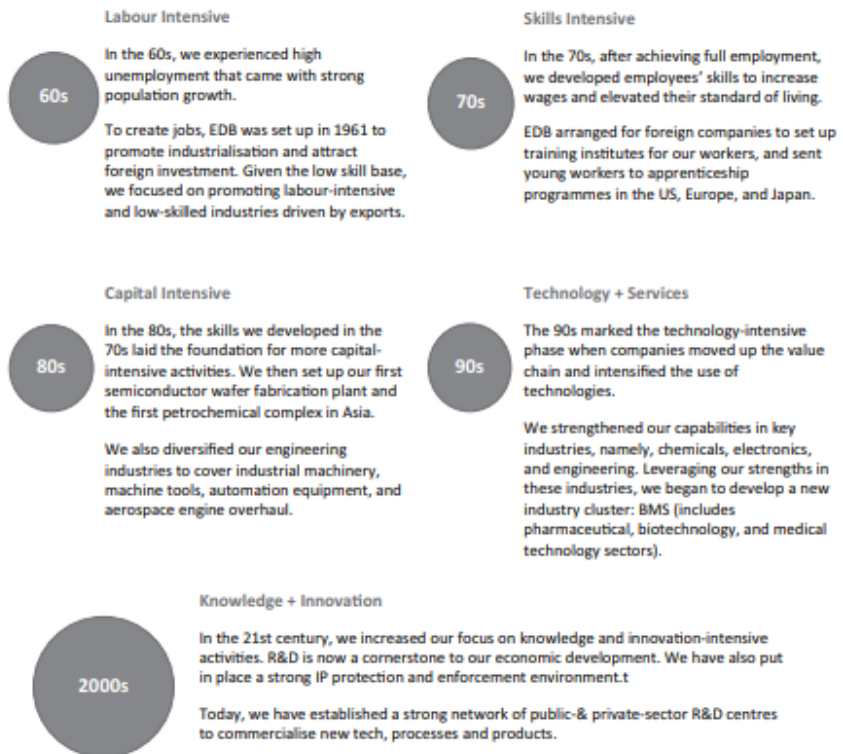 Labour Intensive
60s
In the 60s, we experienced high
unemployment that came with strong
population growth.
To create jobs, EDB was set up in 1961 to
promote industrialisation and attract
foreign investment. Given the low skill base,
we focused on promoting labour-intensive
and low-skilled industries driven by exports.
Skills Intensive
70s
In the 70s, after achieving full employment,
we developed employees' skills to increase
wages and elevated their standard of living.
EDB arranged for foreign companies to set up
training institutes for our workers, and sent
young workers to apprenticeship
programmes in the US, Europe, and Japan.
Capital Intensive
80s
In the 80s, the skills we developed in the
70s laid the foundation for more capital-
intensive activities. We then set up our first
semiconductor wafer fabrication plant and
the first petrochemical complex in Asia.
We also diversified our engineering
industries to cover industrial machinery,
machine tools, automation equipment, and
aerospace engine overhaul.
Technology + Services
90s
The 90s marked the technology-intensive
phase when companies moved up the value
chain and intensified the use of
technologies.
We strengthened our capabilities in key
industries, namely, chemicals, electronics,
and engineering. Leveraging our strengths in
these industries, we began to develop a new
industry cluster: BMS (includes
pharmaceutical, biotechnology, and medical
technology sectors).
Knowledge + Innovation
2000s
In the 21st century, we increased our focus on knowledge and innovation-intensive
activities. R&D is now a cornerstone to our economic development. We have also put
in place a strong IP protection and enforcement environment.t
Today, we have established a strong network of public-& private-sector R&D centres
to commercialise new tech, processes and products.